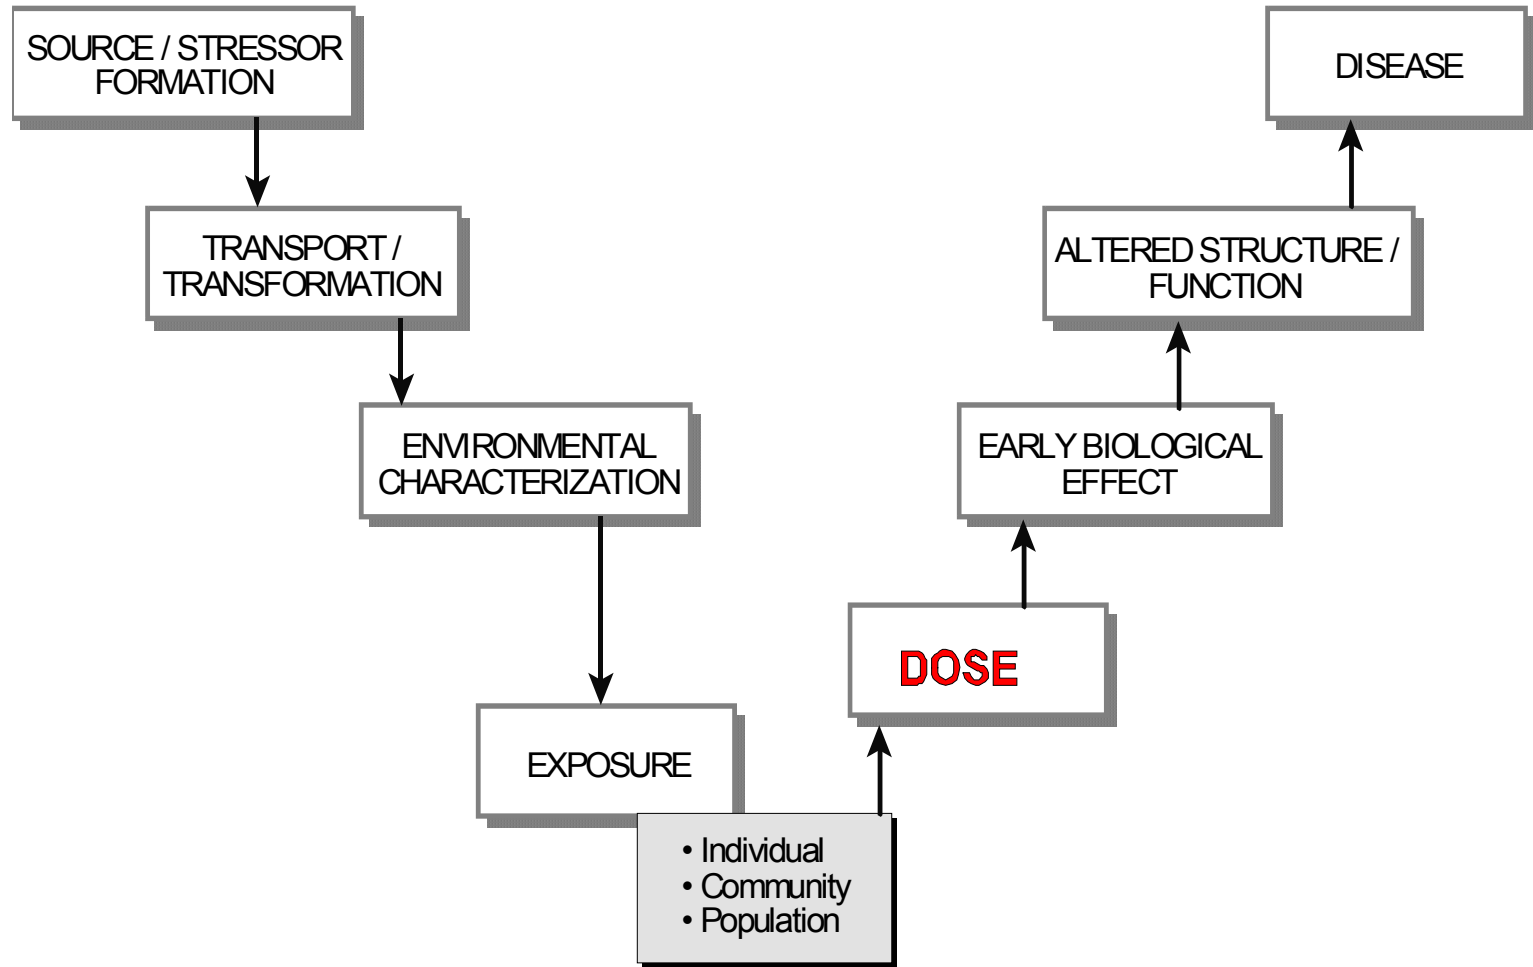 SOURCE / STRESSOR
FORMATION
TRANSPORT /
TRANSFORMATION
ENVIRONMENTAL
CHARACTERIZATION
EXPOSURE
• Individual
• Community
• Population
DOSE
EARLY BIOLOGICAL
EFFECT
ALTERED STRUCTURE /
FUNCTION
DISEASE